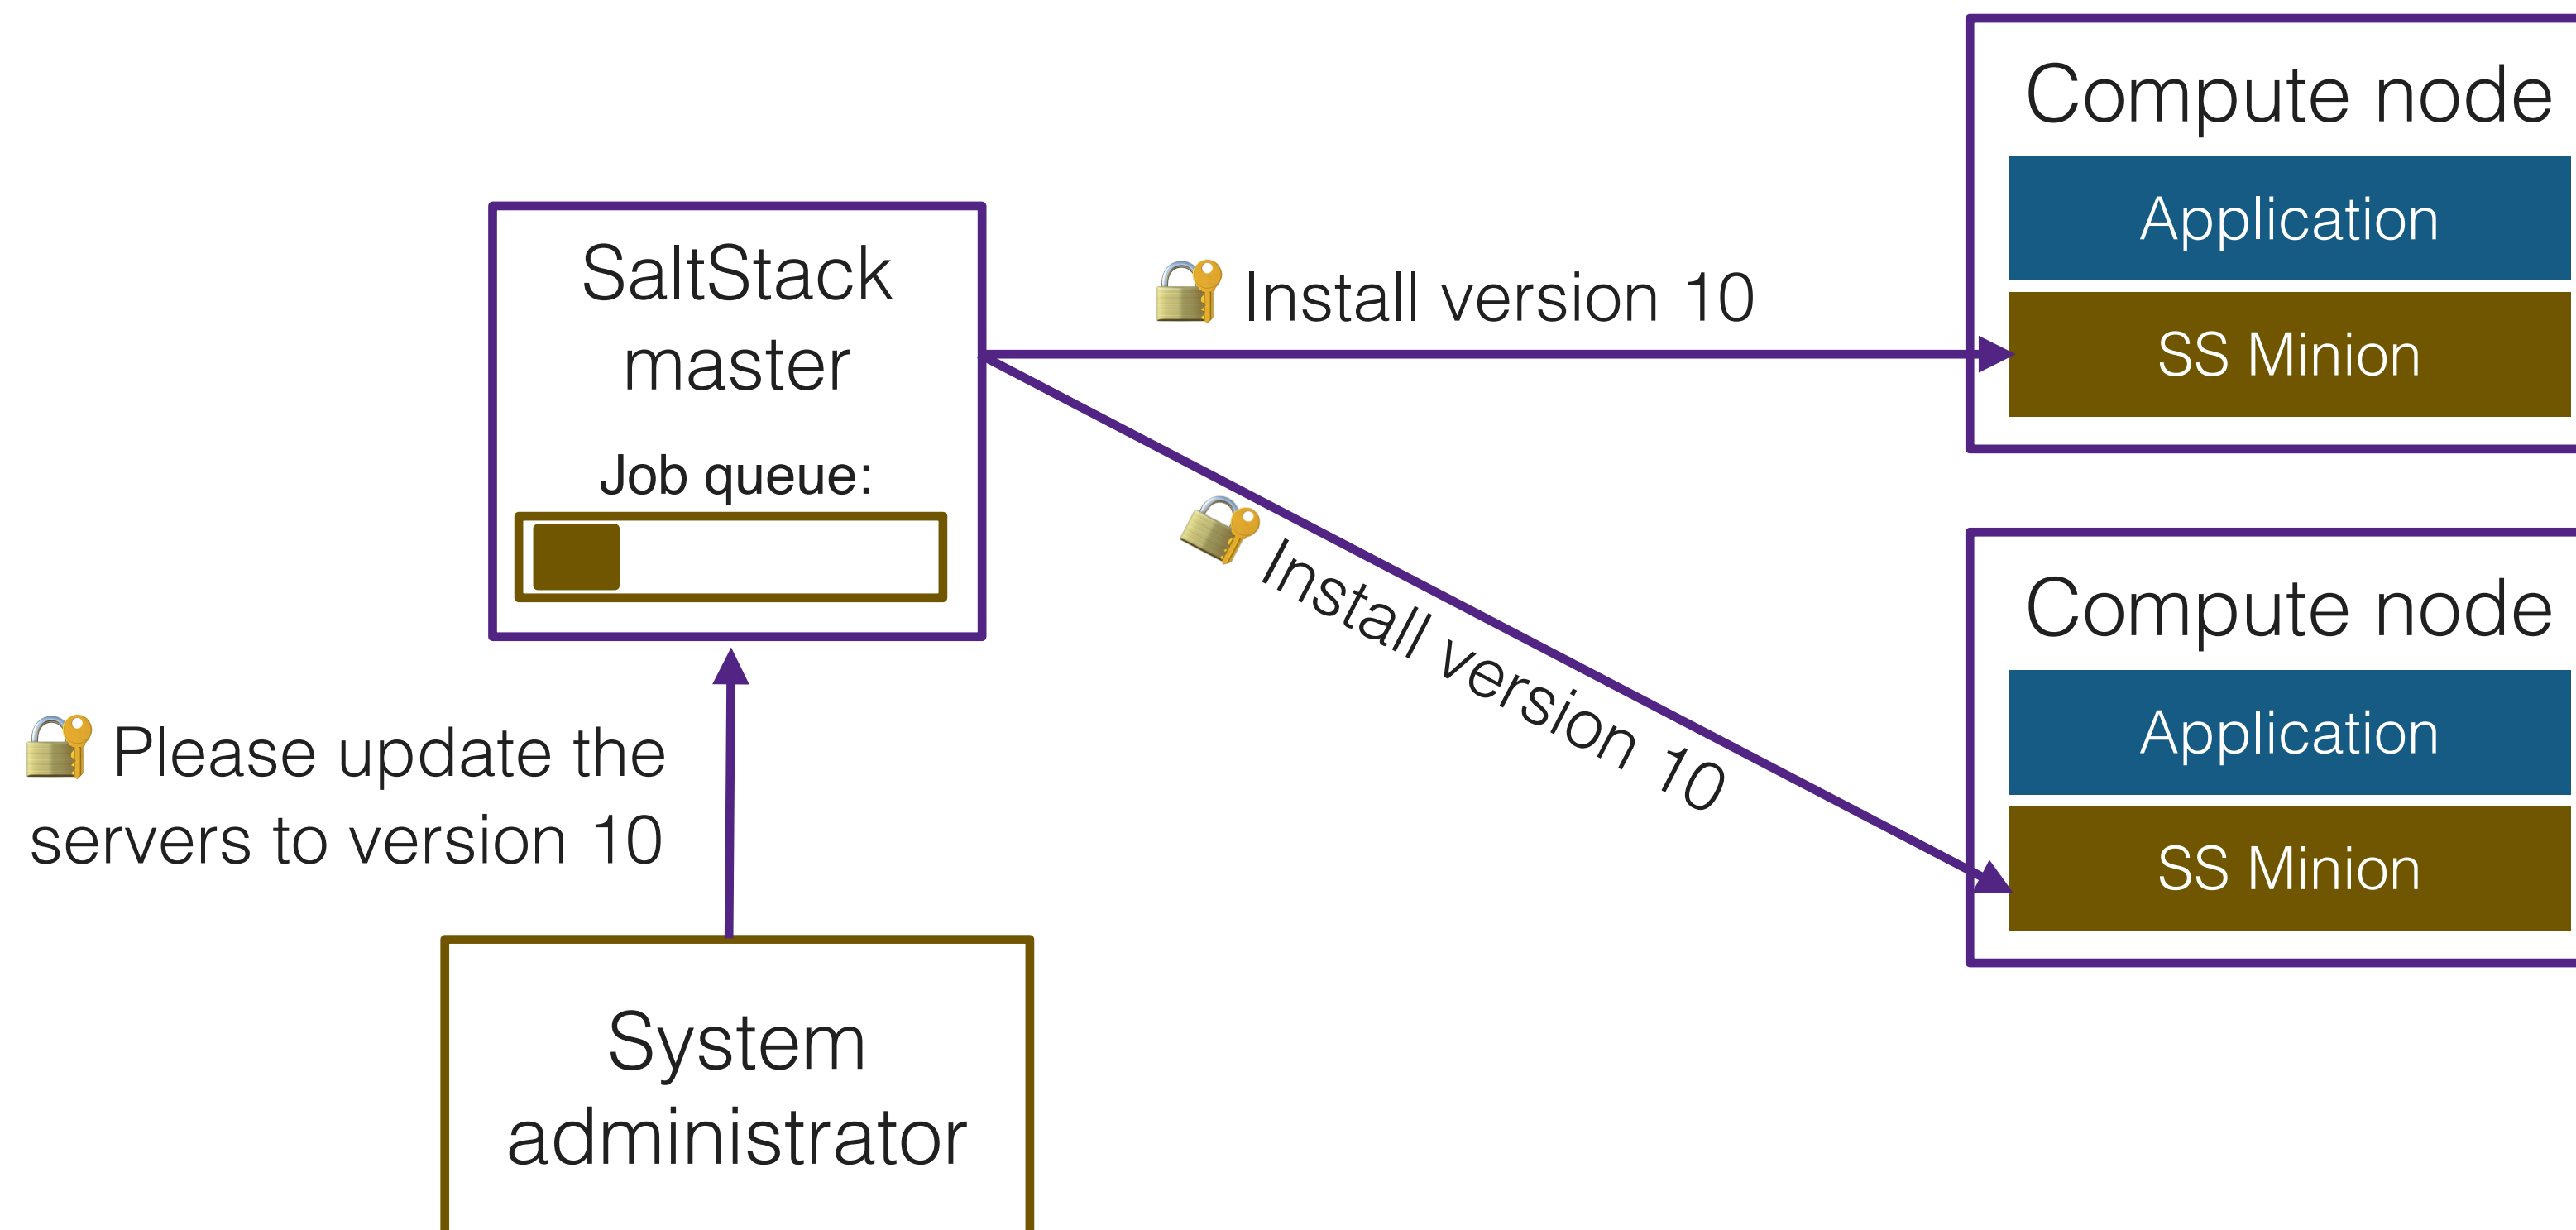 Compute node
Application
SS Minion
SaltStack
master
Job queue:
🔐 Install version 10
🔐 Install version 10
Compute node
Application
SS Minion
🔐 Please update the
servers to version 10
System
administrator